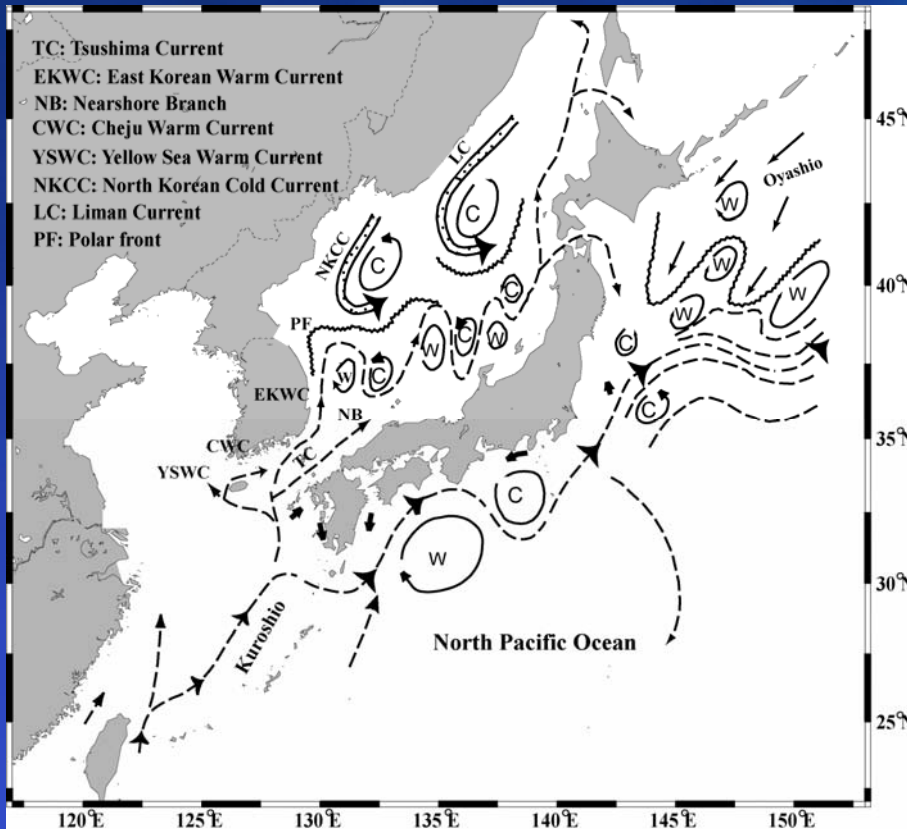 TC: Tsushima Current
EKWC: East Korean Warm Current
NB: Nearshore Branch
CWC: Cheju Warm Current
YSWC: Yellow Sea Warm Current
NKCC: North Korean Cold Current
LC: Liman Current
PF: Polar front
45°N
LC
Oyashio
W
C
NKCC
C
W
40°N
C
W
W
PF
C
W
W
C
W
C
EKWC
NB
C
35°N
CWC
TC
YSWC
C
W
30°N
Kuroshio
North Pacific Ocean
25°N
120°E
125°E
130°E
135°E
140°E
145°E
150°E